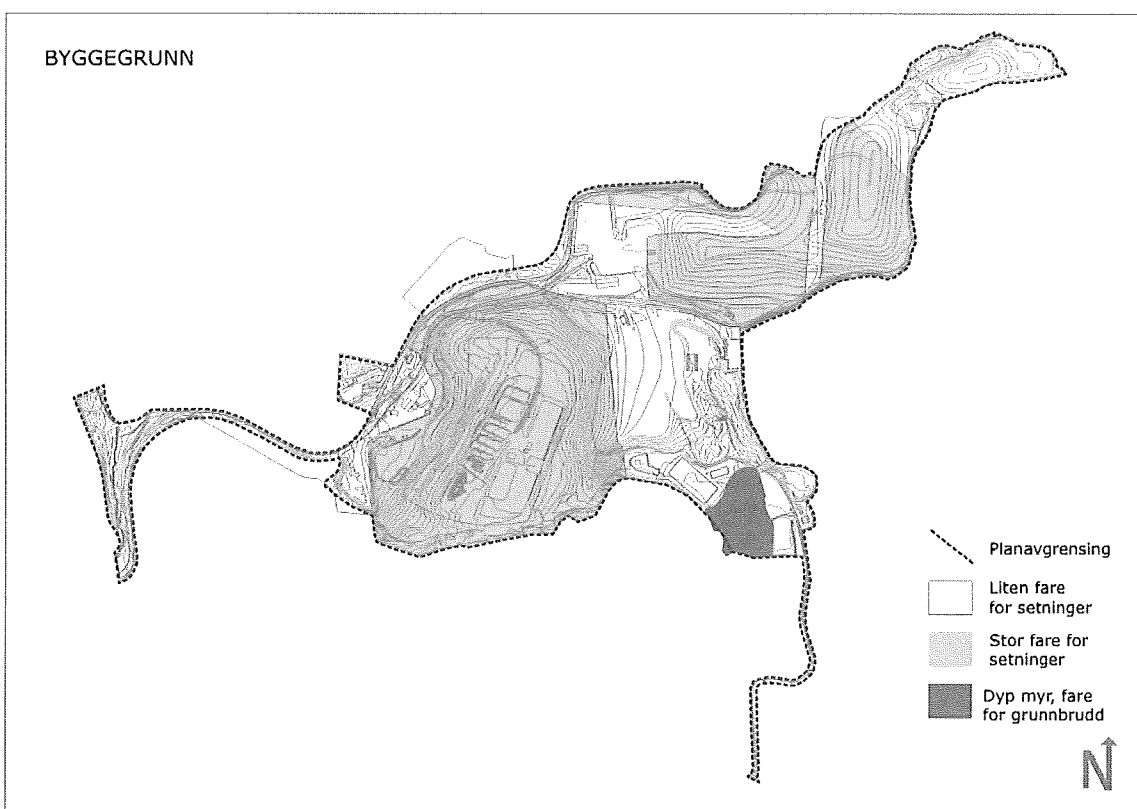 BYGGEGRUNN
Planavgrensing
Liten fare
for setninger
Stor fare for
setninger
Dyp myr, fare
for grunnbrudd
N